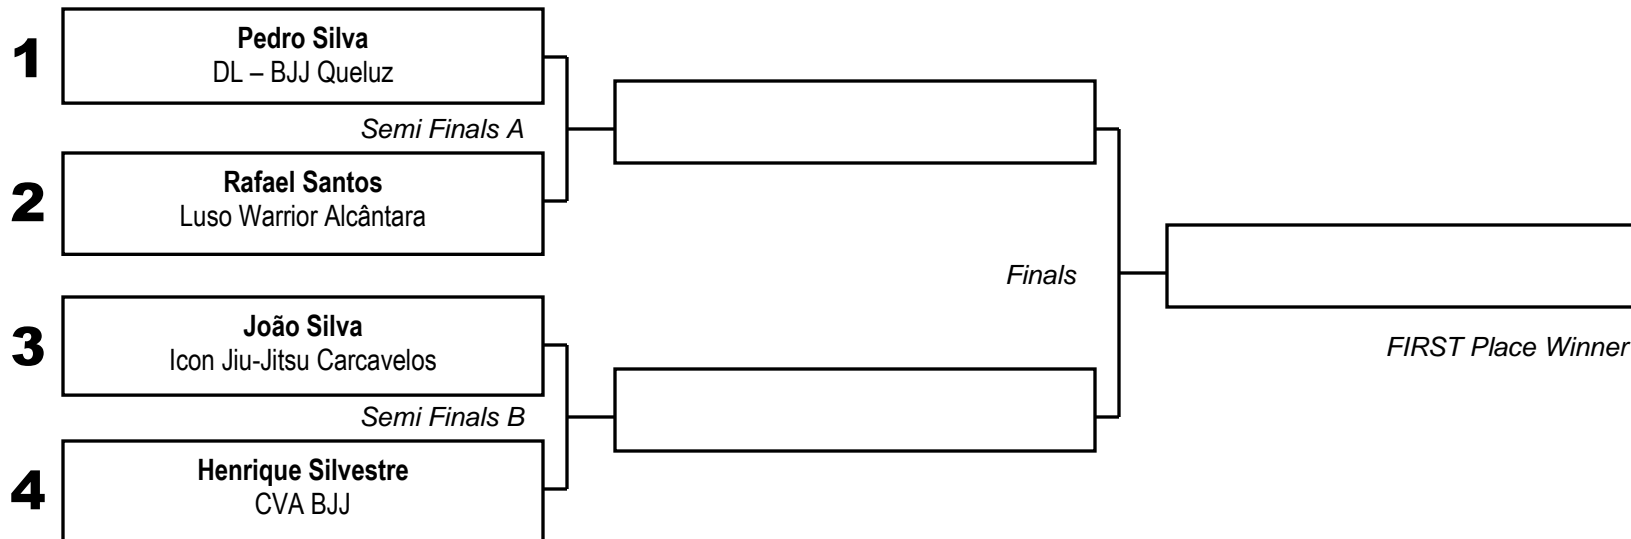 1
Pedro Silva
DL – BJJ Queluz
Semi Finals A
2
Rafael Santos
Luso Warrior Alcântara
3
João Silva
Icon Jiu-Jitsu Carcavelos
Semi Finals B
4
Henrique Silvestre
CVA BJJ
Finals
FIRST Place Winner